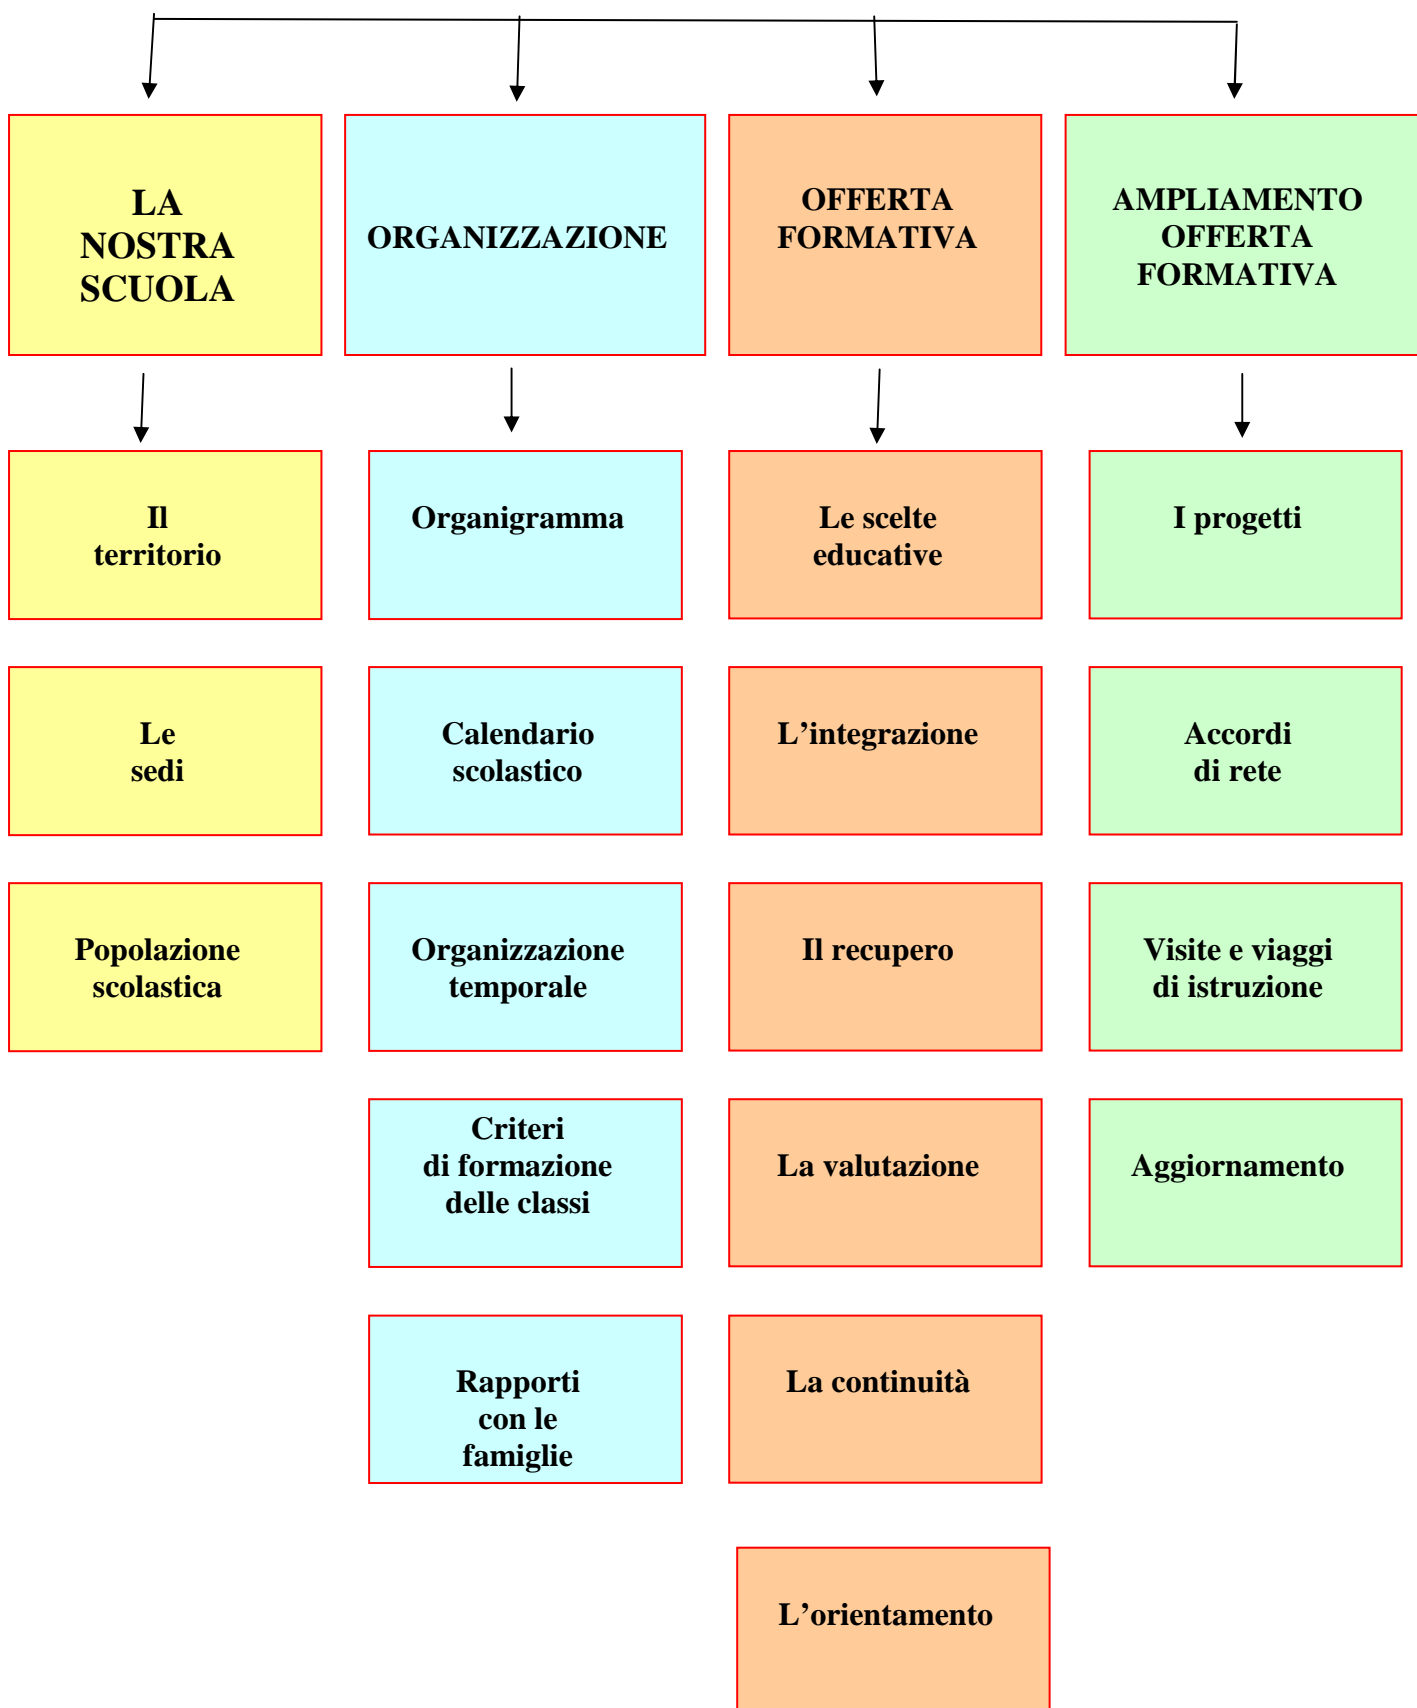 LA
NOSTRA
SCUOLA
ORGANIZZAZIONE
OFFERTA
FORMATIVA
AMPLIAMENTO
OFFERTA
FORMATIVA
Il
territorio
Organigramma
Le scelte
educative
I progetti
Le
sedi
Calendario
scolastico
L’integrazione
Accordi
di rete
Popolazione
scolastica
Organizzazione
temporale
Il recupero
Visite e viaggi
di istruzione
Criteri
di formazione
delle classi
La valutazione
Aggiornamento
Rapporti
con le
famiglie
La continuità
L’orientamento